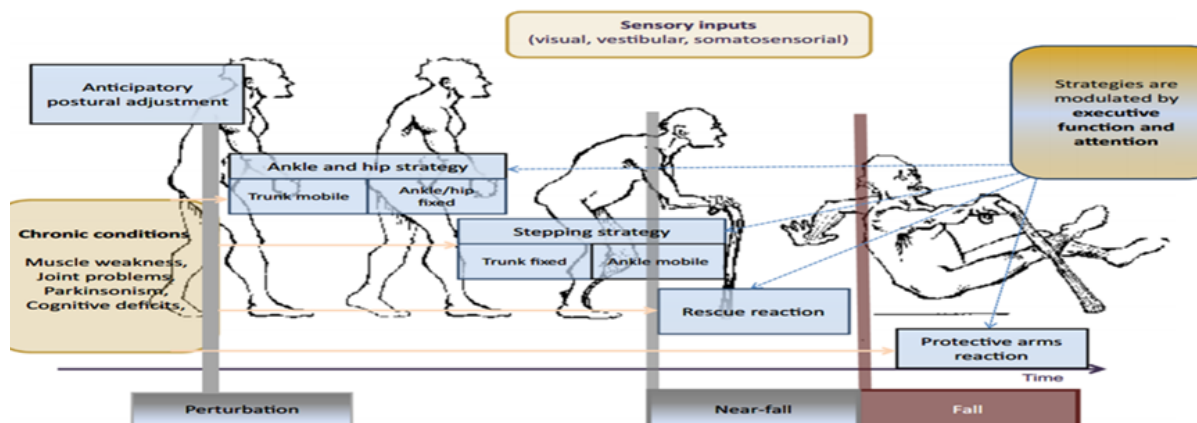 Sensory inputs
(visual, vestibular, somatosensorial)
Anticipatory
postural adjustment
Strategies are
modulated by
executive function and
attention
Ankle and hip strategy
Trunk mobile
Ankle/hip
fixed
Chronic conditions
Muscle weakness,
Joint problems,
Parkinsonism,
Cognitive deficits,
Stepping strategy
Trunk fixed
Ankle mobile
Rescue reaction
Protective arms
reaction
Time
Perturbation
Near-fall
Fall